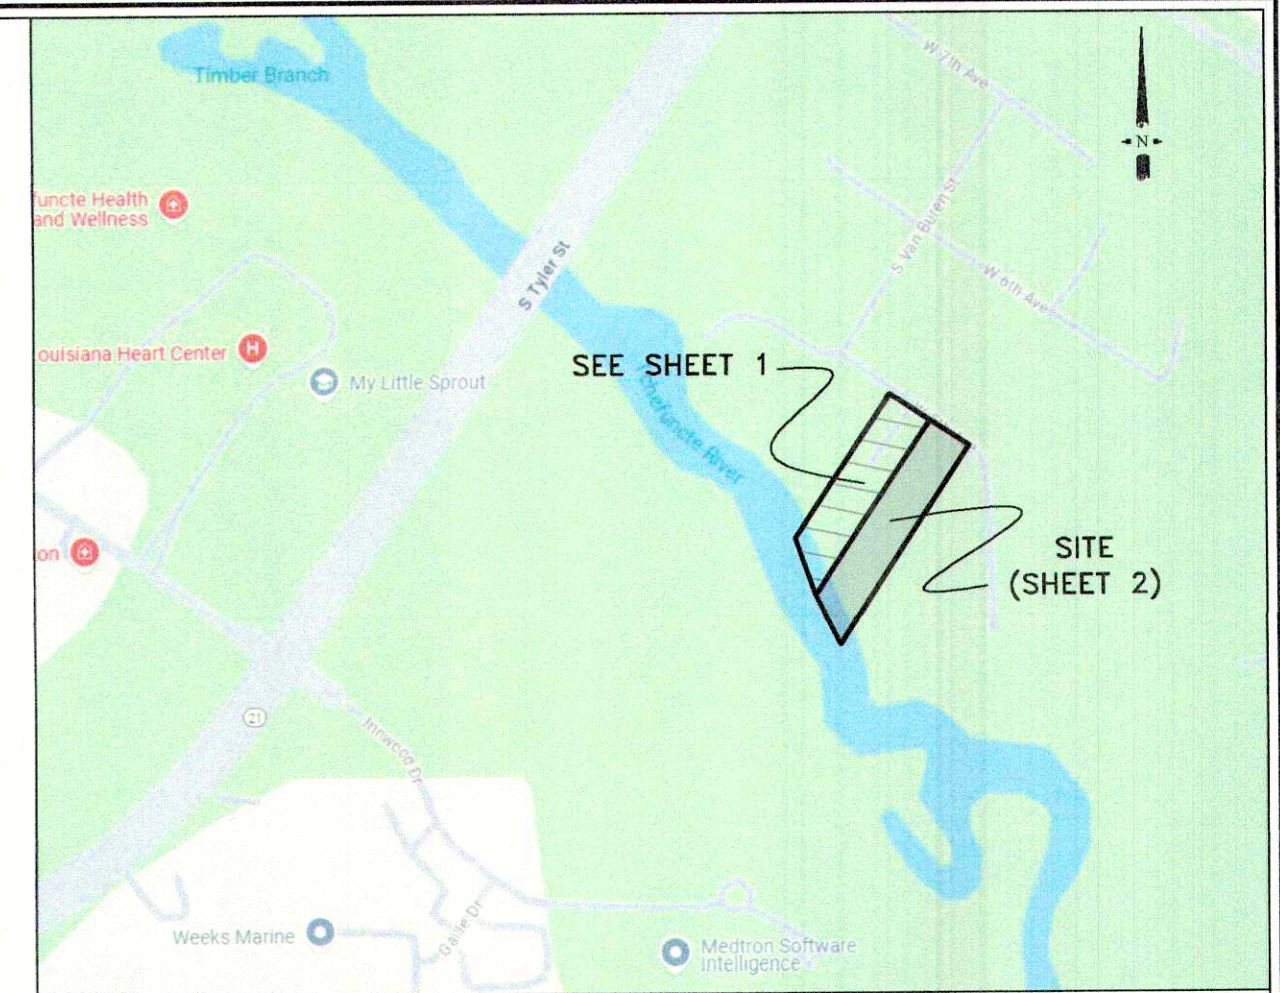 Timber Branch
W 7th Ave
N
functe Health
and Wellness
S Van Buren St
W 6th Ave
S Tyler St
ouisiana Heart Center
H
My Little Sprout
SEE SHEET 1
Tchefuncte River
on
SITE
(SHEET 2)
21
Innwood Dr
Galle Dr
Weeks Marine
Medtron Software
Intelligence